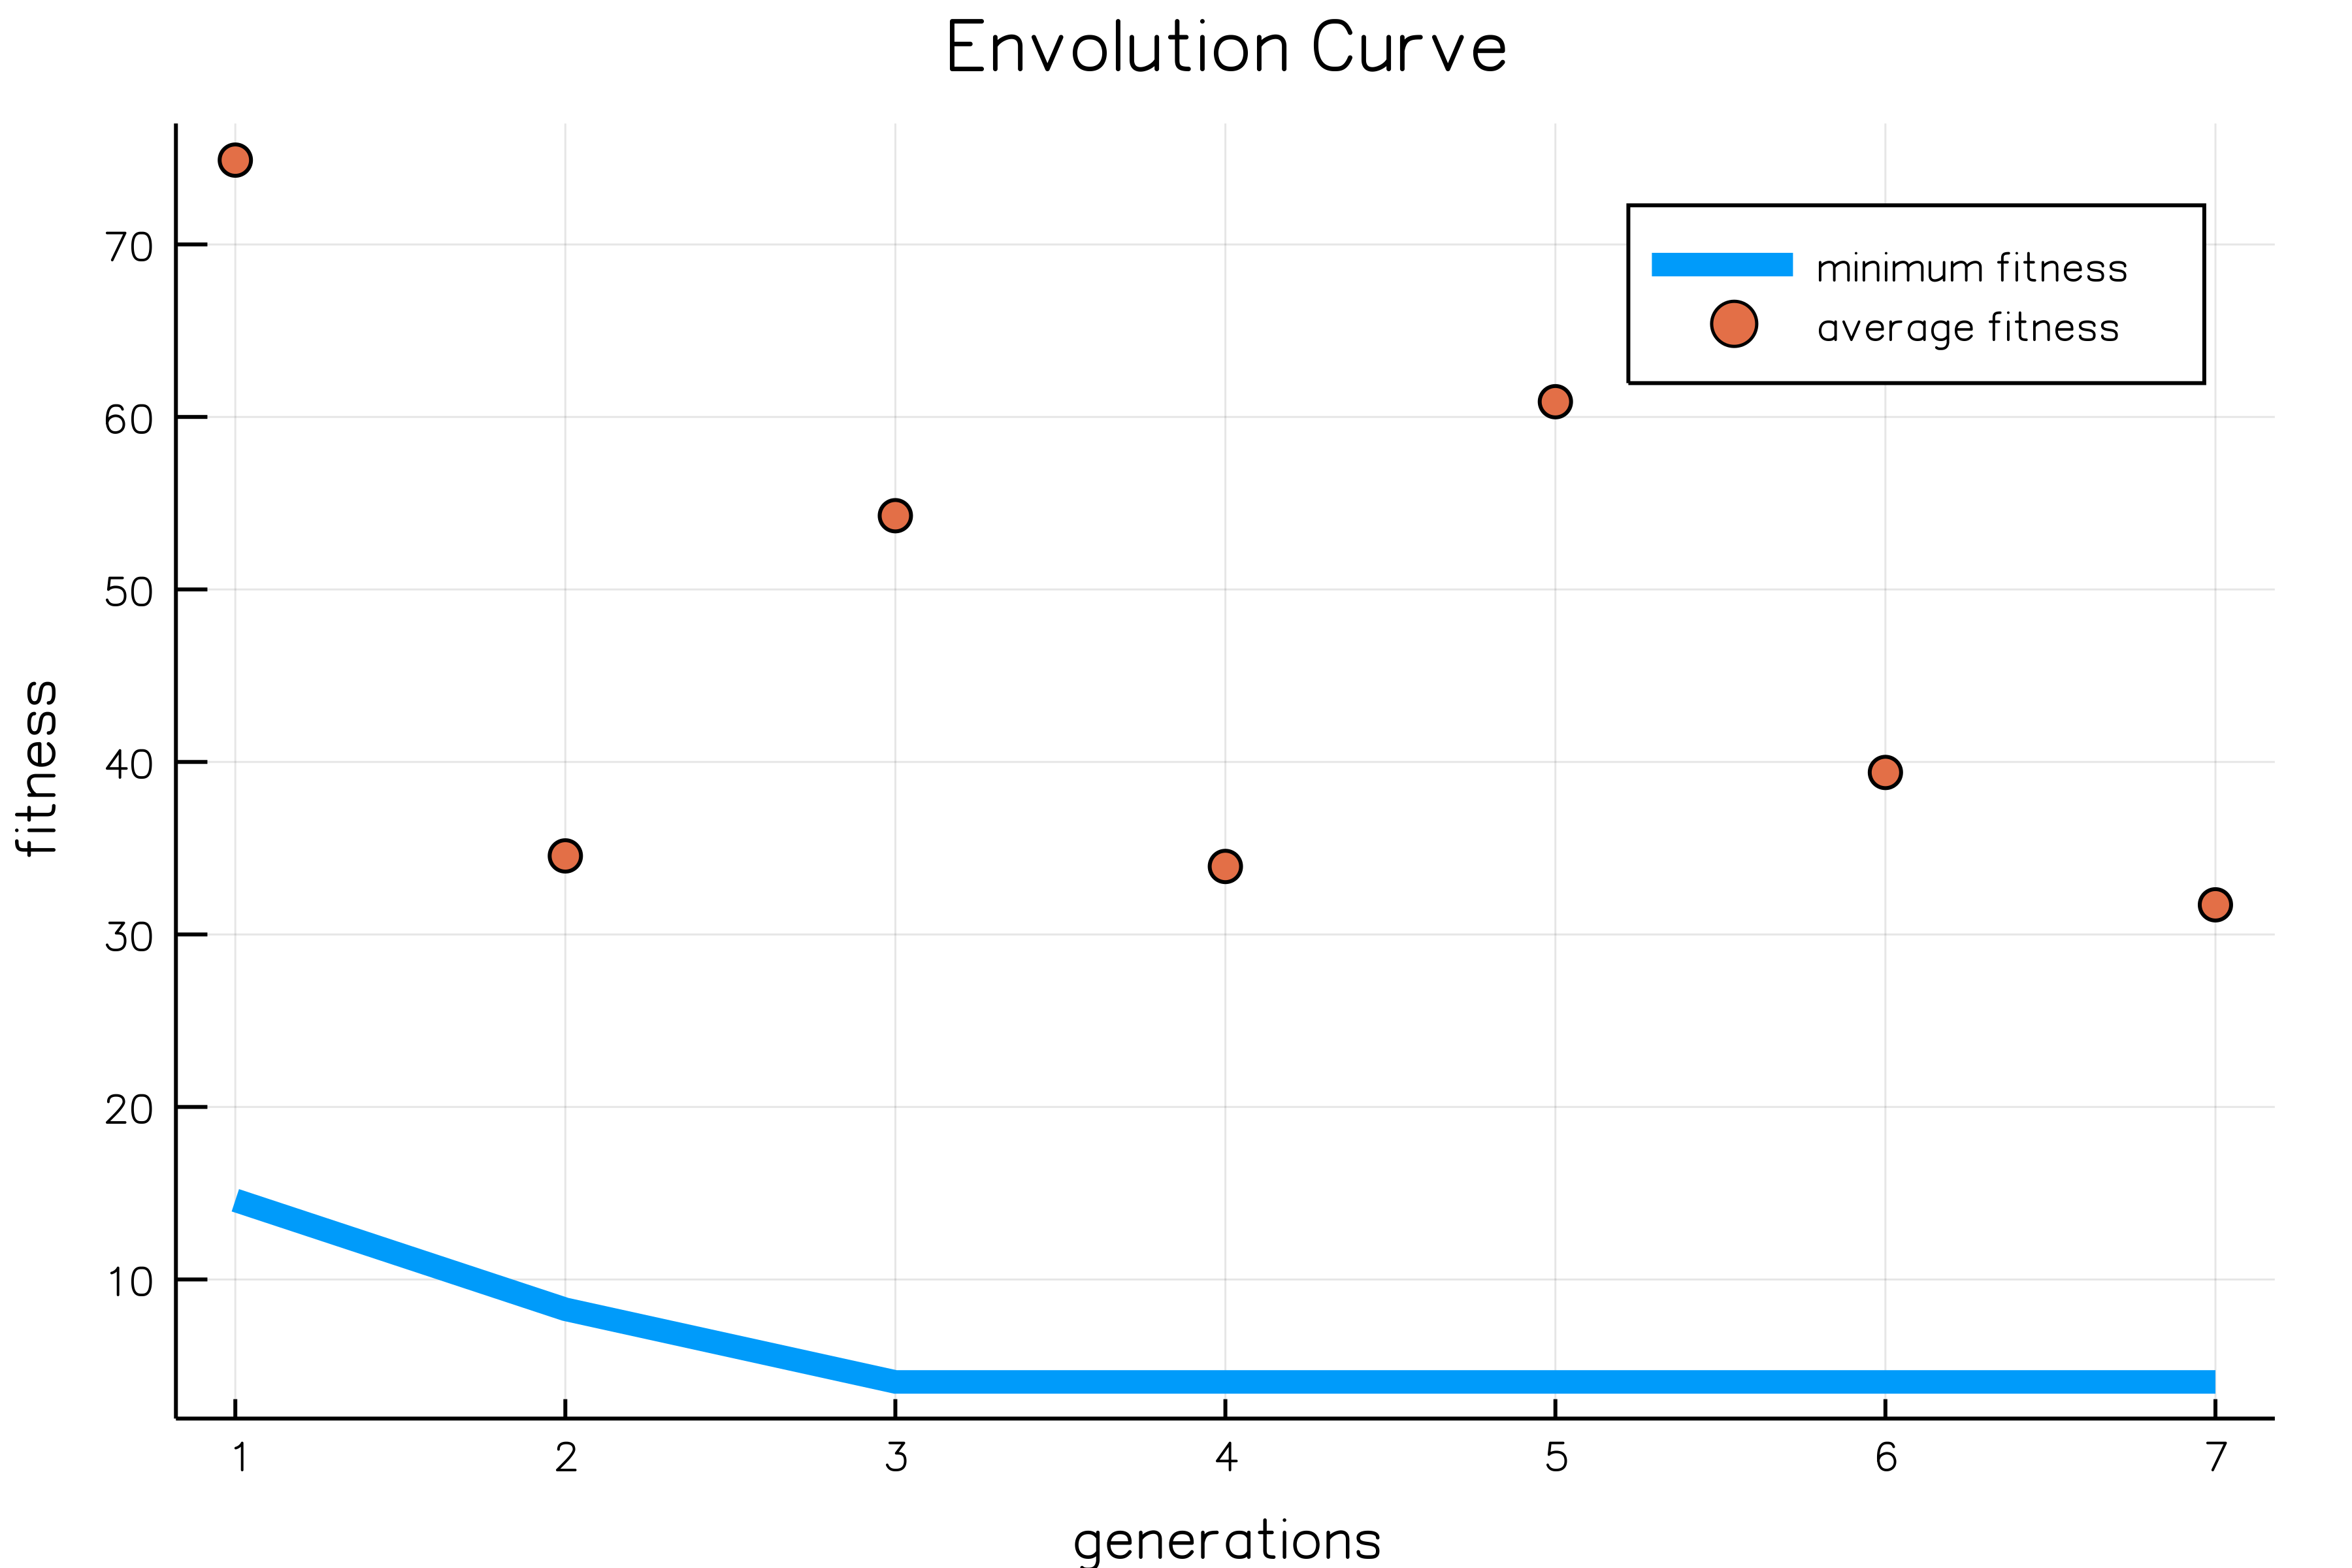 Envolution Curve
minimum fitness
average fitness
70
60
50
40
30
20
10
fitness
1 2 3 4 5 6 7
generations